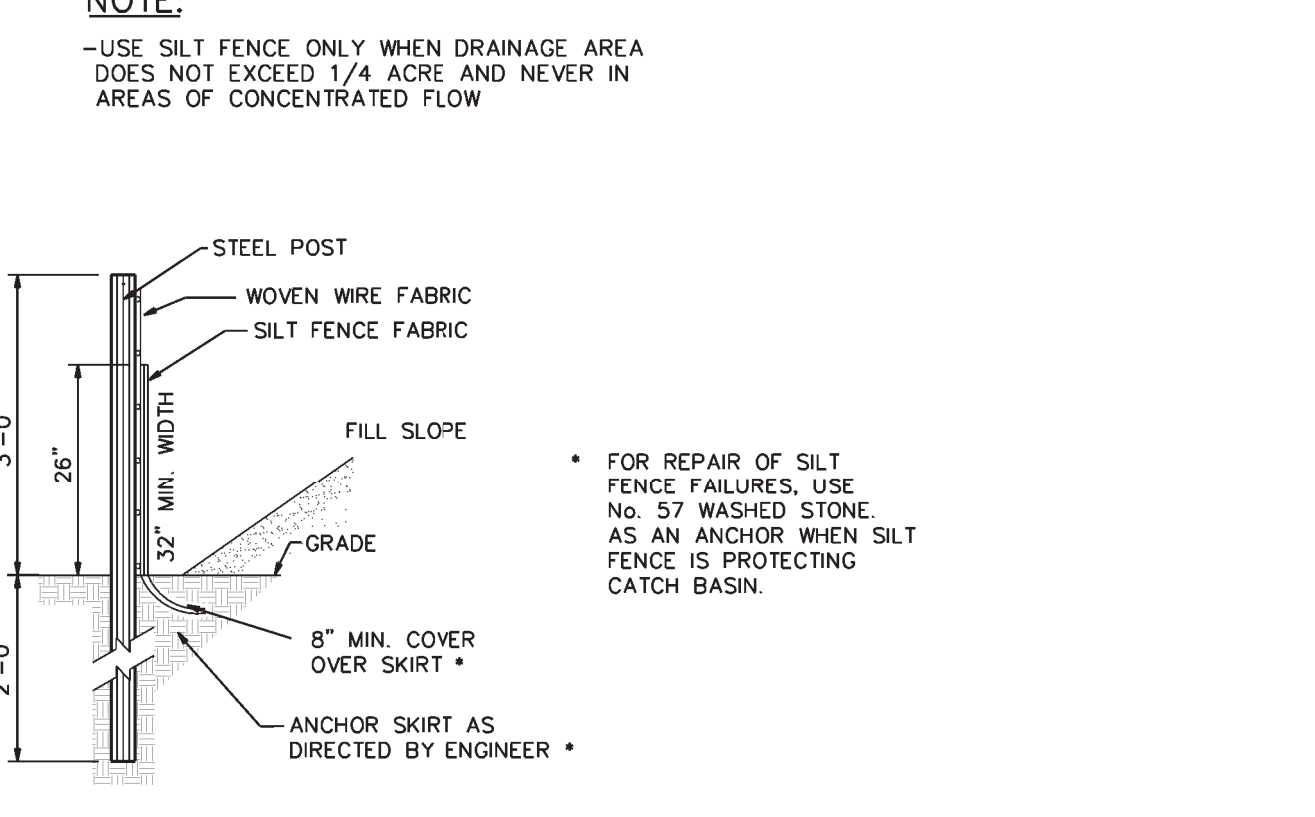 NOTE:
-USE SILT FENCE ONLY WHEN DRAINAGE AREA
DOES NOT EXCEED 1/4 ACRE AND NEVER IN
AREAS OF CONCENTRATED FLOW
STEEL POST
WOVEN WIRE FABRIC
SILT FENCE FABRIC
26"
32" MIN. WIDTH
FILL SLOPE
GRADE
* FOR REPAIR OF SILT
FENCE FAILURES, USE
No. 57 WASHED STONE.
AS AN ANCHOR WHEN SILT
FENCE IS PROTECTING
CATCH BASIN.
8" MIN. COVER
OVER SKIRT *
ANCHOR SKIRT AS
DIRECTED BY ENGINEER *